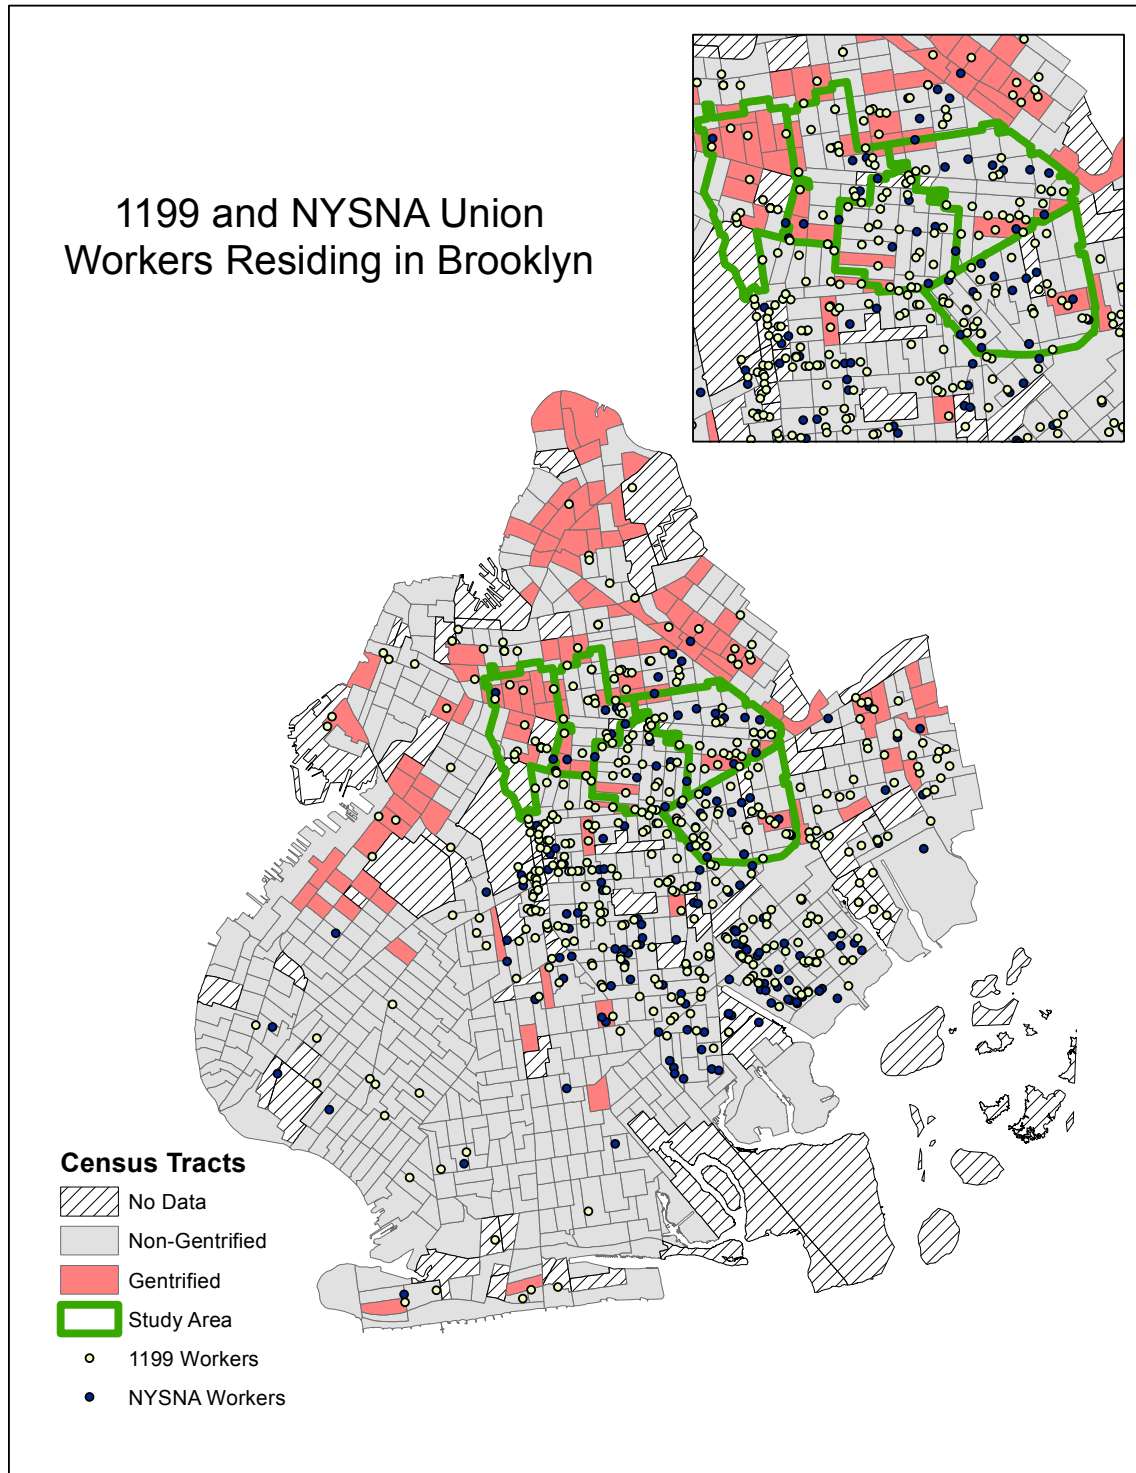 1199 and NYSNA Union
Workers Residing in Brooklyn
Census Tracts
No Data
Non-Gentrified
Gentrified
Study Area
1199 Workers
NYSNA Workers